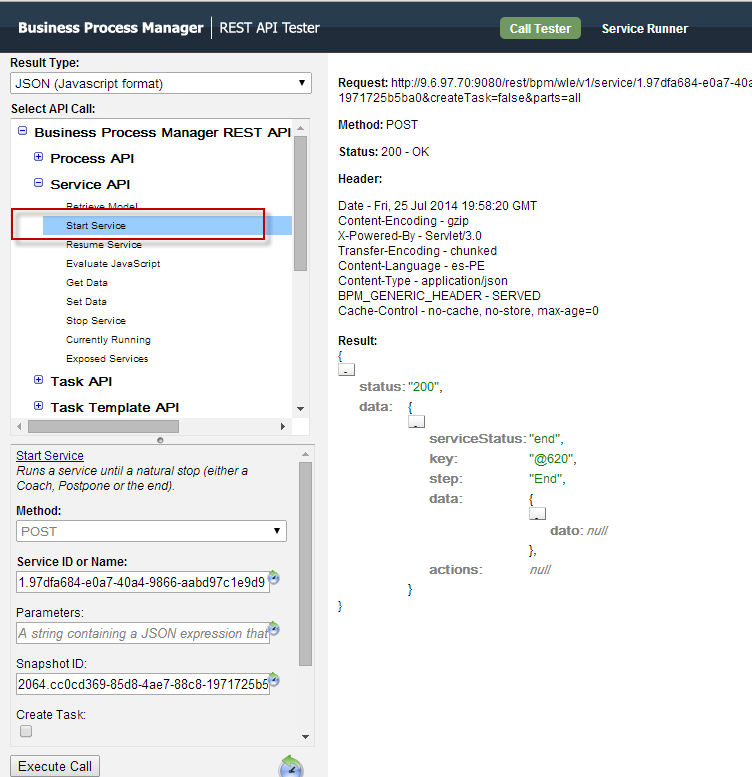 Business Process Manager | REST API Tester
Call Tester
Service Runner
Result Type:
JSON (Javascript format)
Select API Call:
Business Process Manager REST API
Process API
Service API
Retrieve Model
Start Service
Resume Service
Evaluate JavaScript
Get Data
Set Data
Stop Service
Currently Running
Exposed Services
Task API
Task Template API
Start Service
Runs a service until a natural stop (either a
Coach, Postpone or the end).
Method:
POST
Service ID or Name:
1.97dfa684-e0a7-40a4-9866-aabd97c1e9d9
Parameters:
A string containing a JSON expression that
Snapshot ID:
2064.cc0cd369-85d8-4ae7-88c8-1971725b5
Create Task:
Execute Call
Request: http://9.6.97.70:9080/rest/bpm/wle/v1/service/1.97dfa684-e0a7-40a
1971725b5ba0&createTask=false&parts=all
Method: POST
Status: 200 - OK
Header:
Date - Fri, 25 Jul 2014 19:58:20 GMT
Content-Encoding - gzip
X-Powered-By - Servlet/3.0
Transfer-Encoding - chunked
Content-Language - es-PE
Content-Type - application/json
BPM_GENERIC_HEADER - SERVED
Cache-Control - no-cache, no-store, max-age=0
Result:
{
-
status: "200",
data: {
-
serviceStatus: "end",
key: "@620",
step: "End",
data: {
-
dato: null
},
actions: null
}
}